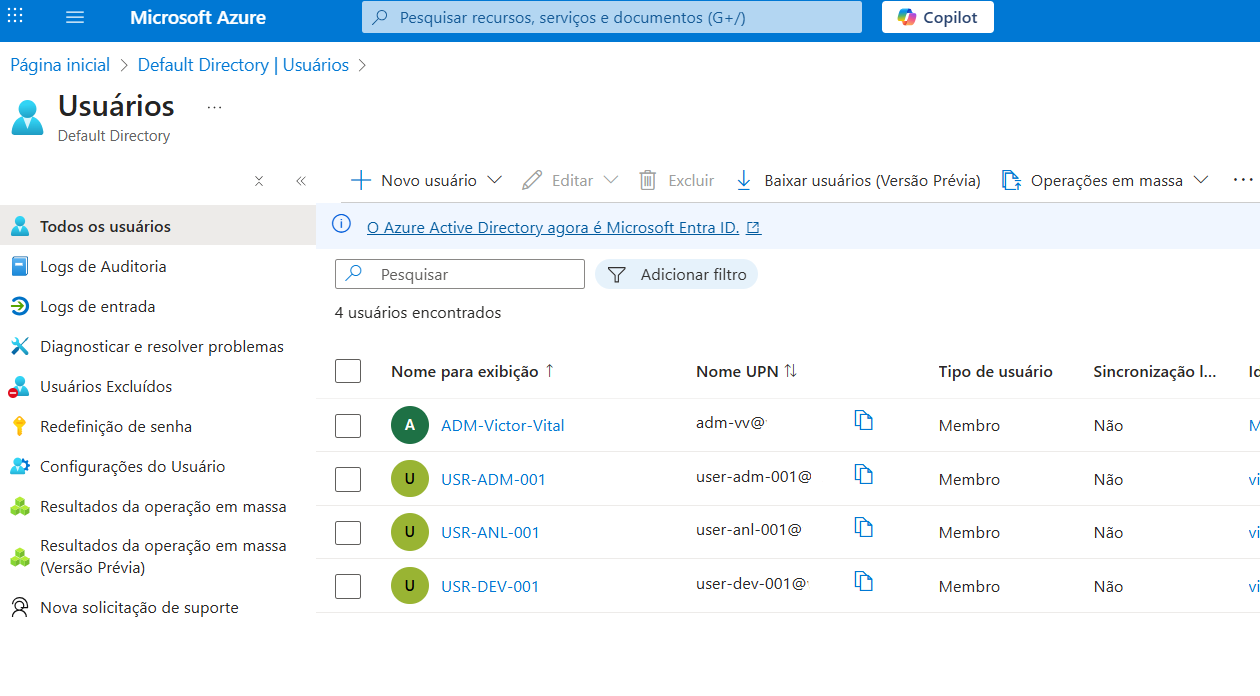 Microsoft Azure
Pesquisar recursos, serviços e documentos (G+/)
Copilot
Página inicial > Default Directory | Usuários >
Usuários ...
Default Directory
Novo usuário
Editar
Excluir
Baixar usuários (Versão Prévia)
Operações em massa
...
Todos os usuários
Logs de Auditoria
Logs de entrada
Diagnosticar e resolver problemas
Usuários Excluídos
Redefinição de senha
Configurações do Usuário
Resultados da operação em massa
Resultados da operação em massa
(Versão Prévia)
Nova solicitação de suporte
O Azure Active Directory agora é Microsoft Entra ID.
Pesquisar
Adicionar filtro
4 usuários encontrados
Nome para exibição ↑ Nome UPN ↑↓ Tipo de usuário Sincronização l...
A ADM-Victor-Vital adm-vv@ Membro Não
U USR-ADM-001 user-adm-001@ Membro Não
U USR-ANL-001 user-anl-001@ Membro Não
U USR-DEV-001 user-dev-001@ Membro Não